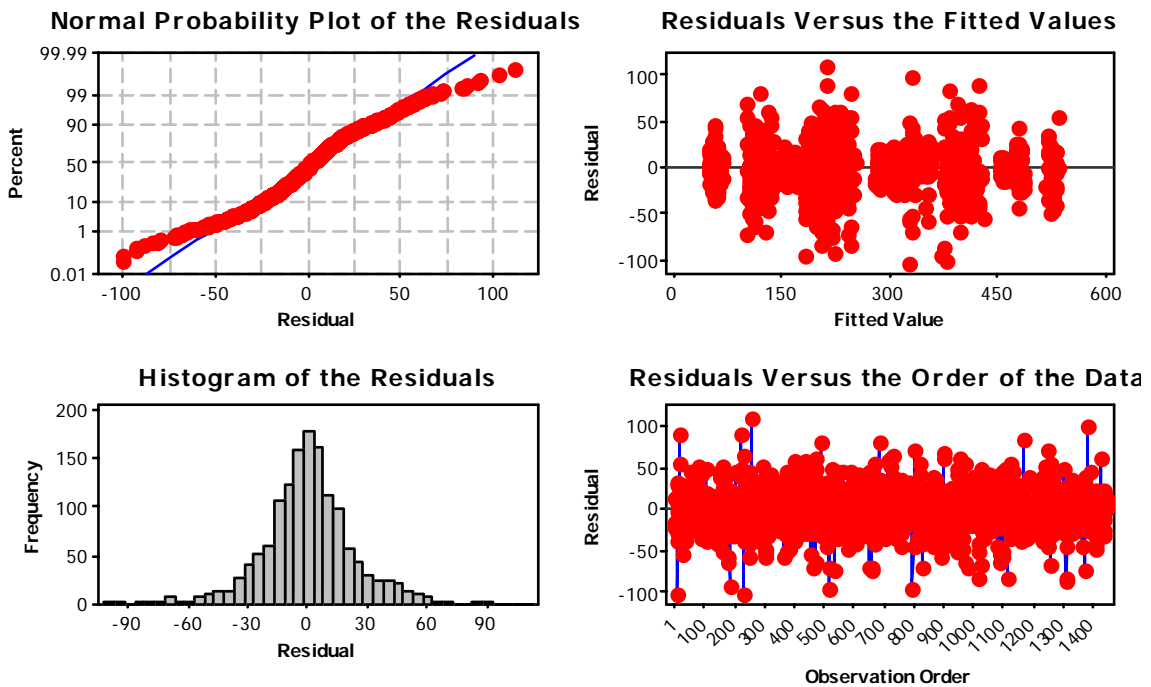 Normal Probability Plot of the Residuals
99.99
99
90
50
10
1
0.01
Percent
-100 -50 0 50 100
Residual
Residuals Versus the Fitted Values
100
50
0
-50
-100
Residual
0 150 300 450 600
Fitted Value
Histogram of the Residuals
200
150
100
50
0
Frequency
-90 -60 -30 0 30 60 90
Residual
Residuals Versus the Order of the Data
100
50
0
-50
-100
Residual
1 100 200 300 400 500 600 700 800 900 1000 1100 1200 1300 1400
Observation Order